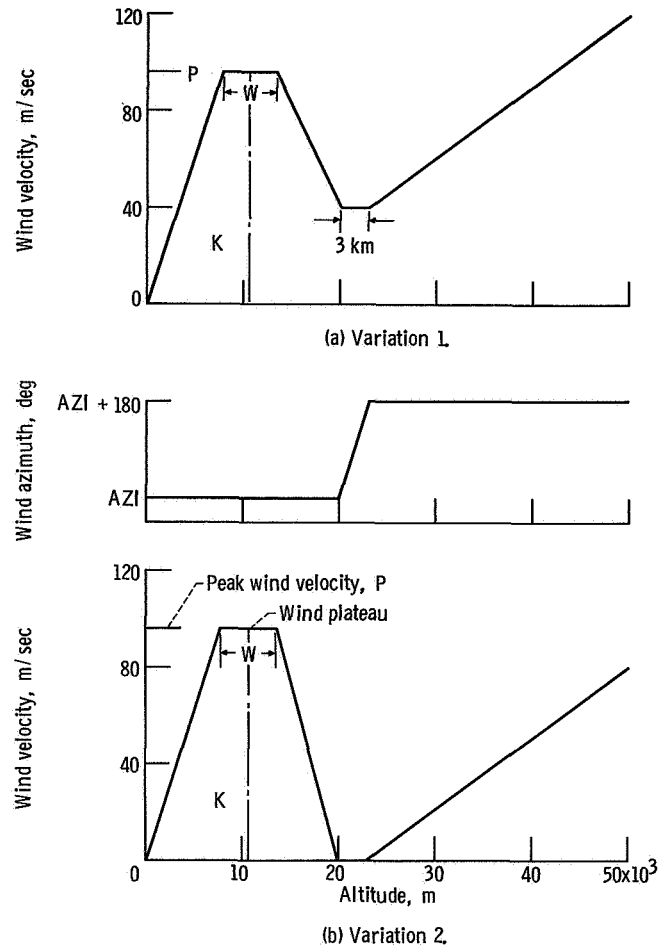 120
P
W
80
40
K
3 km
0
Wind velocity, m/sec
(a) Variation 1.
AZI + 180
AZI
Wind azimuth, deg
120
Peak wind velocity, P
Wind plateau
W
80
40
K
Wind velocity, m/sec
0
10
20
30
40
50x10³
Altitude, m
(b) Variation 2.